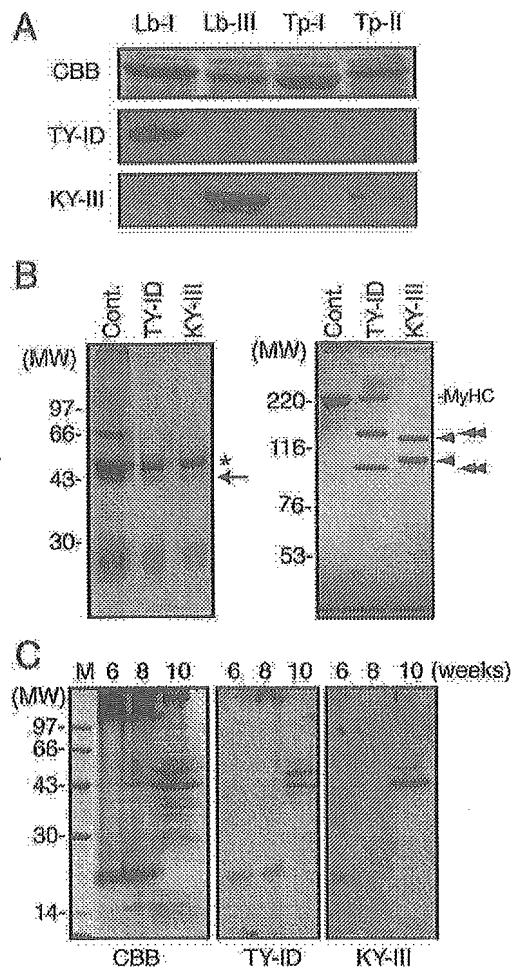 A
Lb-I Lb-III Tp-I Tp-II
CBB
TY-ID
KY-III
B
Cont. TY-ID KY-III
(MW)
97-
66-
43-
30-
*
Cont. TY-ID KY-III
(MW)
220-
116-
76-
53-
-MyHC
C
M 6 8 10 6 8 10 6 8 10 (weeks)
(MW)
97-
66-
43-
30-
14-
CBB TY-ID KY-III